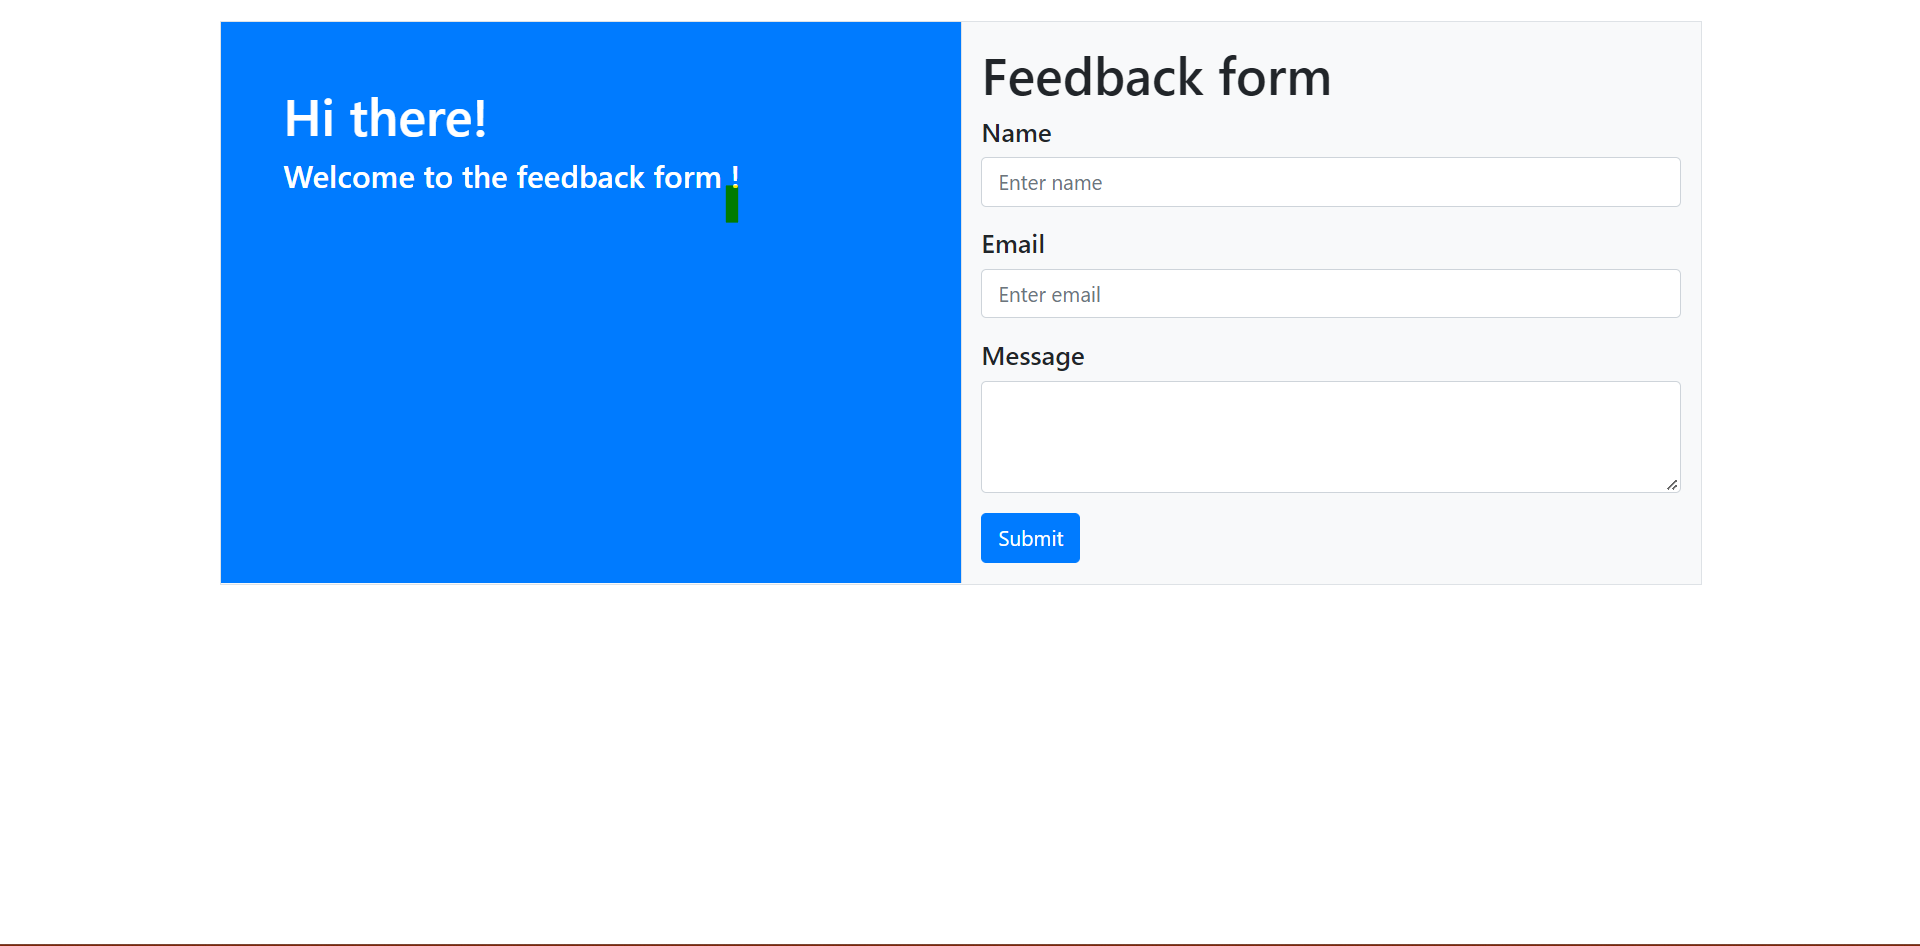 Hi there!
Welcome to the feedback form !
Feedback form
Name
Enter name
Email
Enter email
Message
Submit